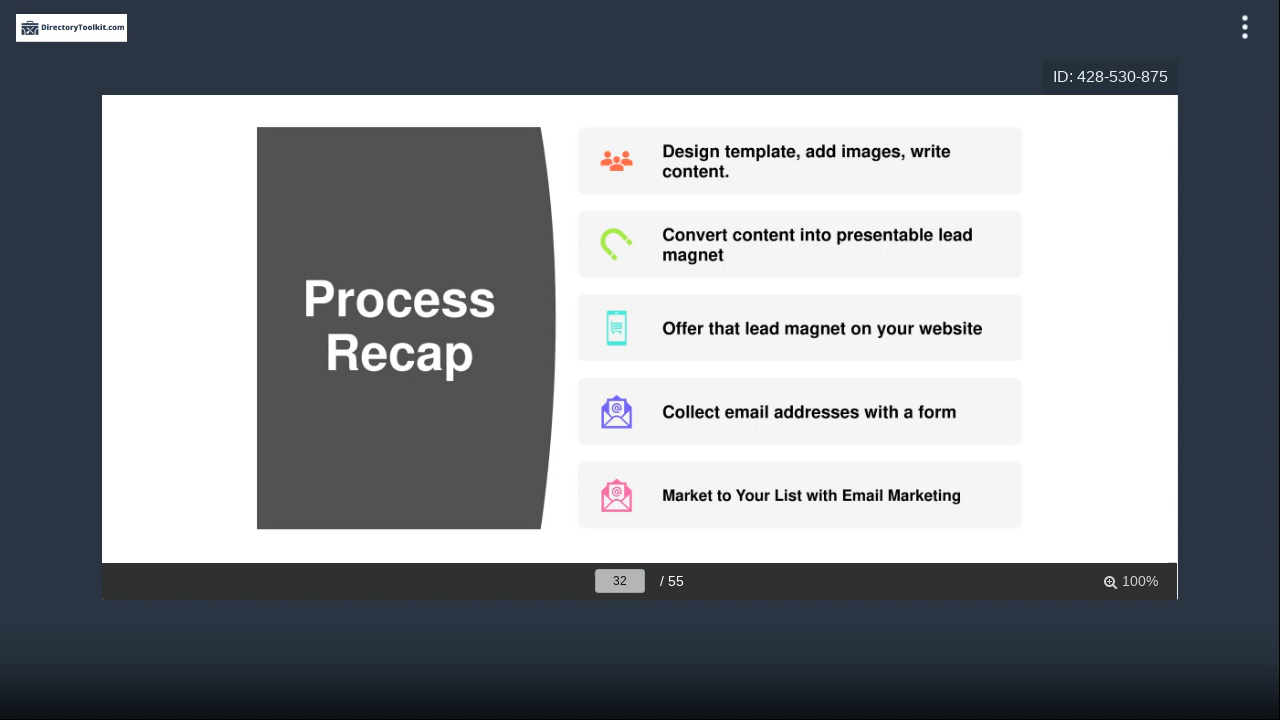 DirectoryToolkit.com
ID: 428-530-875
Process
Recap
Design template, add images, write
content.
Convert content into presentable lead
magnet
Offer that lead magnet on your website
Collect email addresses with a form
Market to Your List with Email Marketing
32 / 55
100%